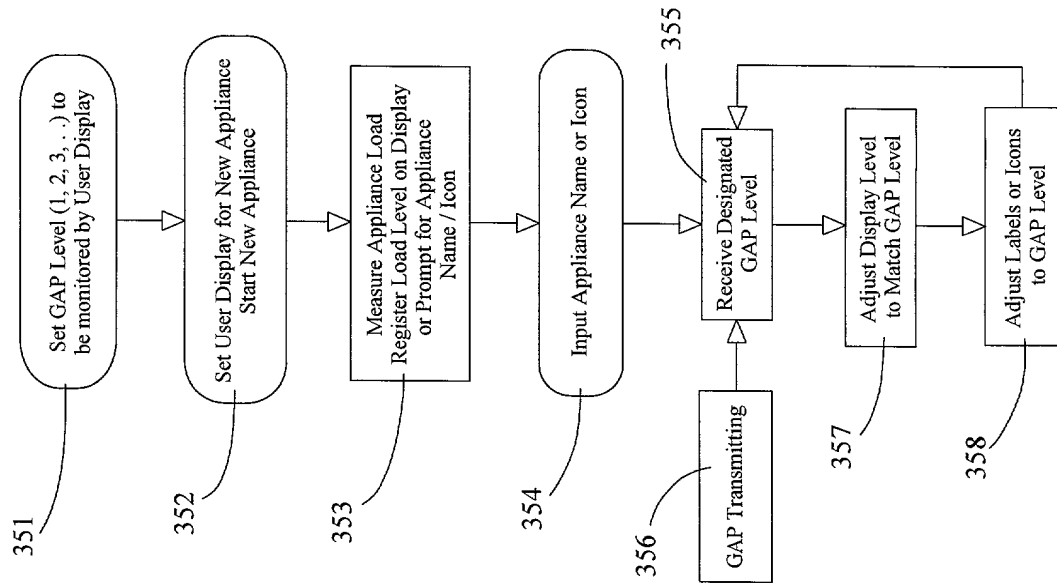 351
Set GAP Level (1, 2, 3, . .) to
be monitored by User Display
352
Set User Display for New Appliance
Start New Appliance
353
Measure Appliance Load
Register Load Level on Display
or Prompt for Appliance
Name / Icon
354
Input Appliance Name or Icon
355
Receive Designated
GAP Level
356
GAP Transmitting
357
Adjust Display Level
to Match GAP Level
358
Adjust Labels or Icons
to GAP Level